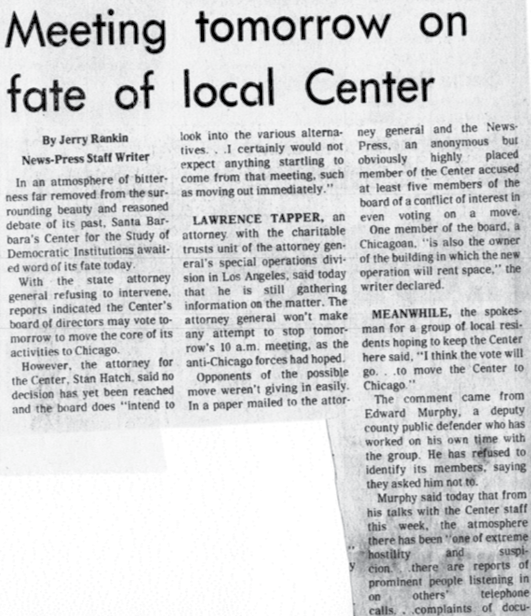 Meeting tomorrow on
fate of local Center
By Jerry Rankin
News-Press Staff Writer
In an atmosphere of bitter-
ness far removed from the sur-
rounding beauty and reasoned
debate of its past, Santa Bar-
bara's Center for the Study of
Democratic Institutions await-
ed word of its fate today.
With the state attorney
general refusing to intervene,
reports indicated the Center's
board of directors may vote to-
morrow to move the core of its
activities to Chicago.
However, the attorney for
the Center, Stan Hatch, said no
decision has yet been reached
and the board does "intend to
look into the various alterna-
tives. . .I certainly would not
expect anything startling to
come from that meeting, such
as moving out immediately."
LAWRENCE TAPPER, an
attorney with the charitable
trusts unit of the attorney gen-
eral's special operations divi-
sion in Los Angeles, said today
that he is still gathering
information on the matter. The
attorney general won't make
any attempt to stop tomor-
row's 10 a.m. meeting, as the
anti-Chicago forces had hoped.
Opponents of the possible
move weren't giving in easily.
In a paper mailed to the attor-
ney general and the News-
Press, an anonymous but
obviously highly placed
member of the Center accused
at least five members of the
board of a conflict of interest in
even voting on a move.
One member of the board, a
Chicagoan, "is also the owner
of the building in which the new
operation will rent space," the
writer declared.
MEANWHILE, the spokes-
man for a group of local resi-
dents hoping to keep the Center
here said, "I think the vote will
go. . .to move the Center to
Chicago."
The comment came from
Edward Murphy, a deputy
county public defender who has
worked on his own time with
the group. He has refused to
identify its members, saying
they asked him not to.
Murphy said today that from
his talks with the Center staff
this week, the atmosphere
there has been "one of extreme
hostility and suspi-
cion. . .there are reports of
prominent people listening in
on others' telephone
calls. . .complaints of docu-